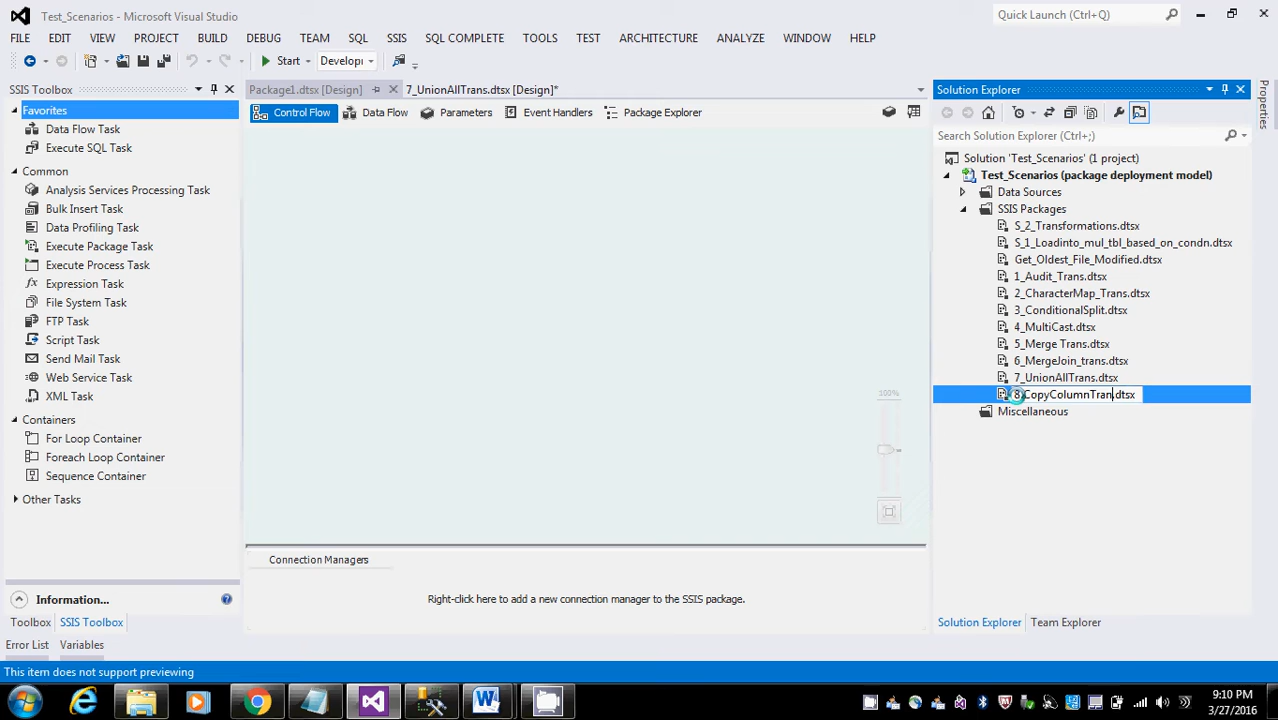 Test_Scenarios - Microsoft Visual Studio
Quick Launch (Ctrl+Q)
FILE EDIT VIEW PROJECT BUILD DEBUG TEAM SQL SSIS SQL COMPLETE TOOLS TEST ARCHITECTURE ANALYZE WINDOW HELP
Start Developi
SSIS Toolbox
Package1.dtsx [Design] 7_UnionAllTrans.dtsx [Design]*
Solution Explorer
Properties
Favorites
Data Flow Task
Execute SQL Task
Common
Analysis Services Processing Task
Bulk Insert Task
Data Profiling Task
Execute Package Task
Execute Process Task
Expression Task
File System Task
FTP Task
Script Task
Send Mail Task
Web Service Task
XML Task
Containers
For Loop Container
Foreach Loop Container
Sequence Container
Other Tasks
Information...
Toolbox SSIS Toolbox
Error List Variables
Control Flow Data Flow Parameters Event Handlers Package Explorer
100%
Connection Managers
Right-click here to add a new connection manager to the SSIS package.
Search Solution Explorer (Ctrl+;)
Solution 'Test_Scenarios' (1 project)
Test_Scenarios (package deployment model)
Data Sources
SSIS Packages
S_2_Transformations.dtsx
S_1_Loadinto_mul_tbl_based_on_condn.dtsx
Get_Oldest_File_Modified.dtsx
1_Audit_Trans.dtsx
2_CharacterMap_Trans.dtsx
3_ConditionalSplit.dtsx
4_MultiCast.dtsx
5_Merge Trans.dtsx
6_MergeJoin_trans.dtsx
7_UnionAllTrans.dtsx
8_CopyColumnTran.dtsx
Miscellaneous
Solution Explorer Team Explorer
This item does not support previewing
9:10 PM
3/27/2016